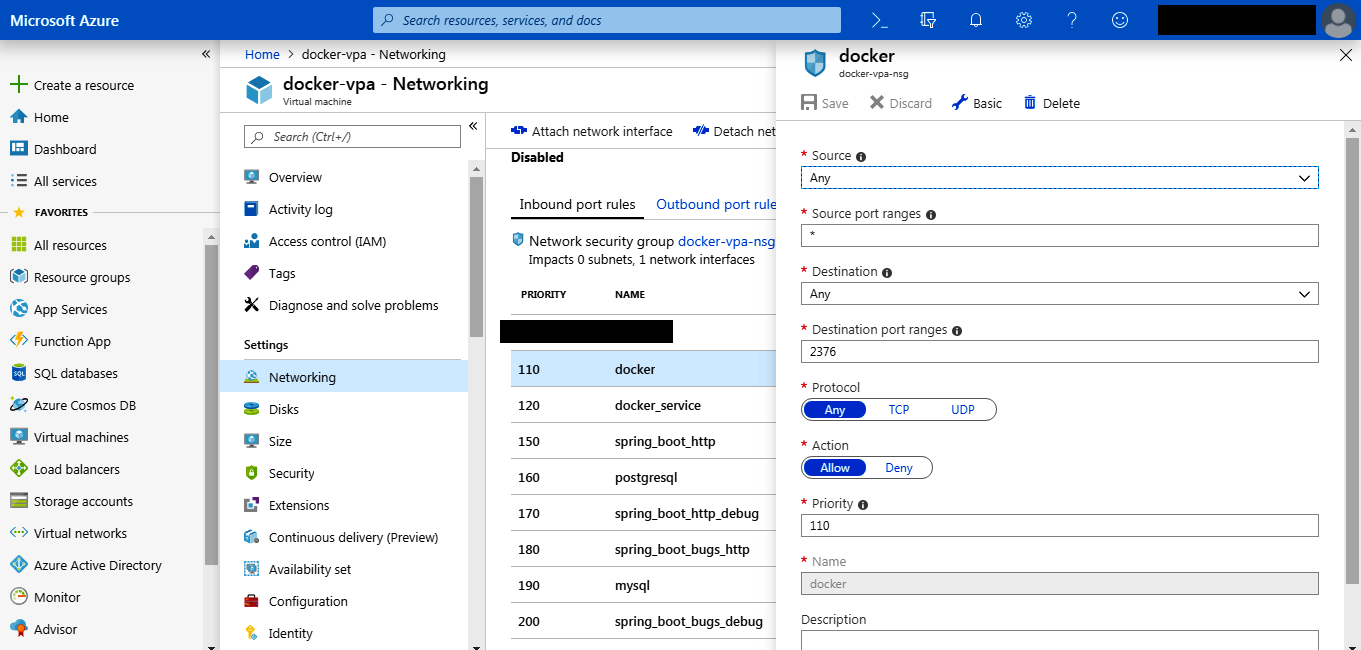 Microsoft Azure
Search resources, services, and docs
Create a resource
Home
Dashboard
All services
FAVORITES
All resources
Resource groups
App Services
Function App
SQL databases
Azure Cosmos DB
Virtual machines
Load balancers
Storage accounts
Virtual networks
Azure Active Directory
Monitor
Advisor
Home > docker-vpa - Networking
docker-vpa - Networking
Virtual machine
Search (Ctrl+/)
Overview
Activity log
Access control (IAM)
Tags
Diagnose and solve problems
Settings
Networking
Disks
Size
Security
Extensions
Continuous delivery (Preview)
Availability set
Configuration
Identity
Attach network interface Detach net
Disabled
Inbound port rules Outbound port rule
Network security group docker-vpa-nsg
Impacts 0 subnets, 1 network interfaces
PRIORITY NAME
110 docker
120 docker_service
150 spring_boot_http
160 postgresql
170 spring_boot_http_debug
180 spring_boot_bugs_http
190 mysql
200 spring_boot_bugs_debug
docker
docker-vpa-nsg
Save Discard Basic Delete
* Source
Any
* Source port ranges
*
* Destination
Any
* Destination port ranges
2376
* Protocol
Any TCP UDP
* Action
Allow Deny
* Priority
110
* Name
docker
Description